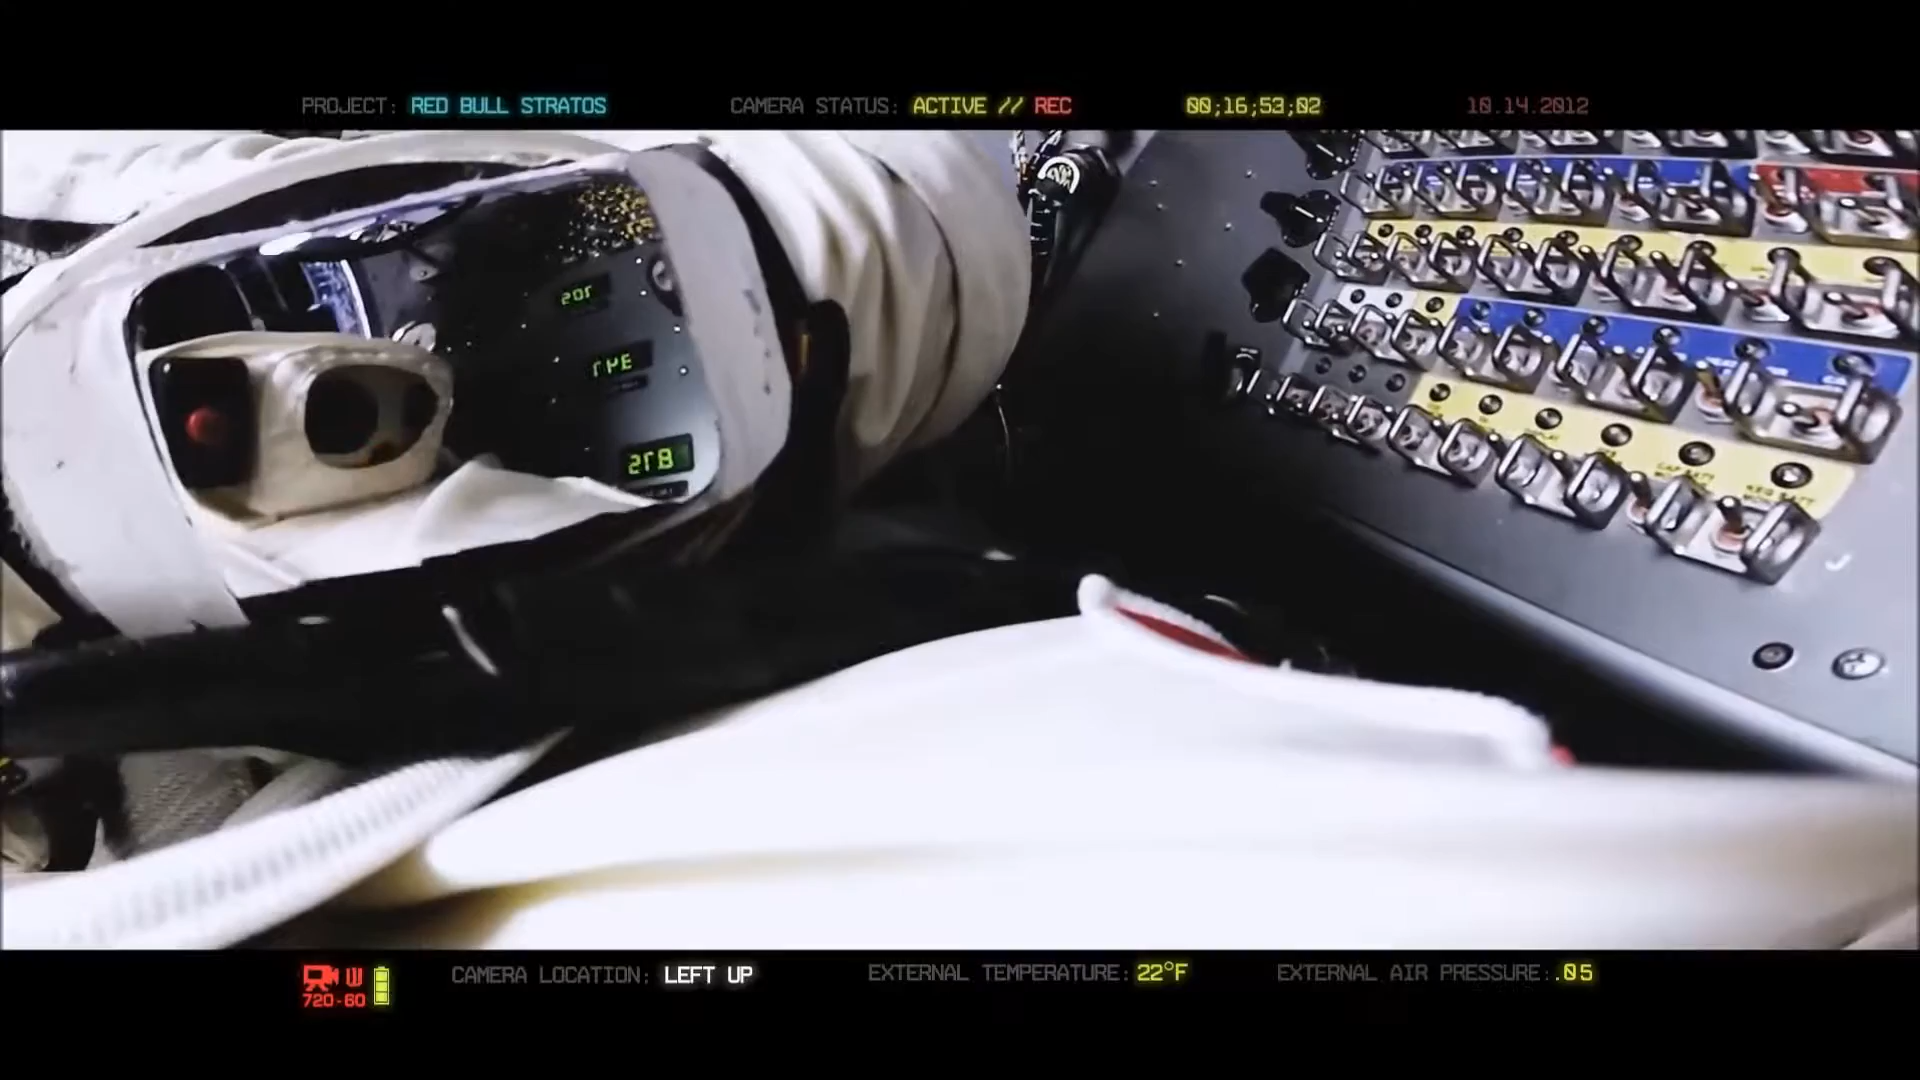 PROJECT: RED BULL STRATOS
CAMERA STATUS: ACTIVE // REC
00;16;53;02
10.14.2012
720-60
CAMERA LOCATION: LEFT UP
EXTERNAL TEMPERATURE: 22°F
EXTERNAL AIR PRESSURE: .05